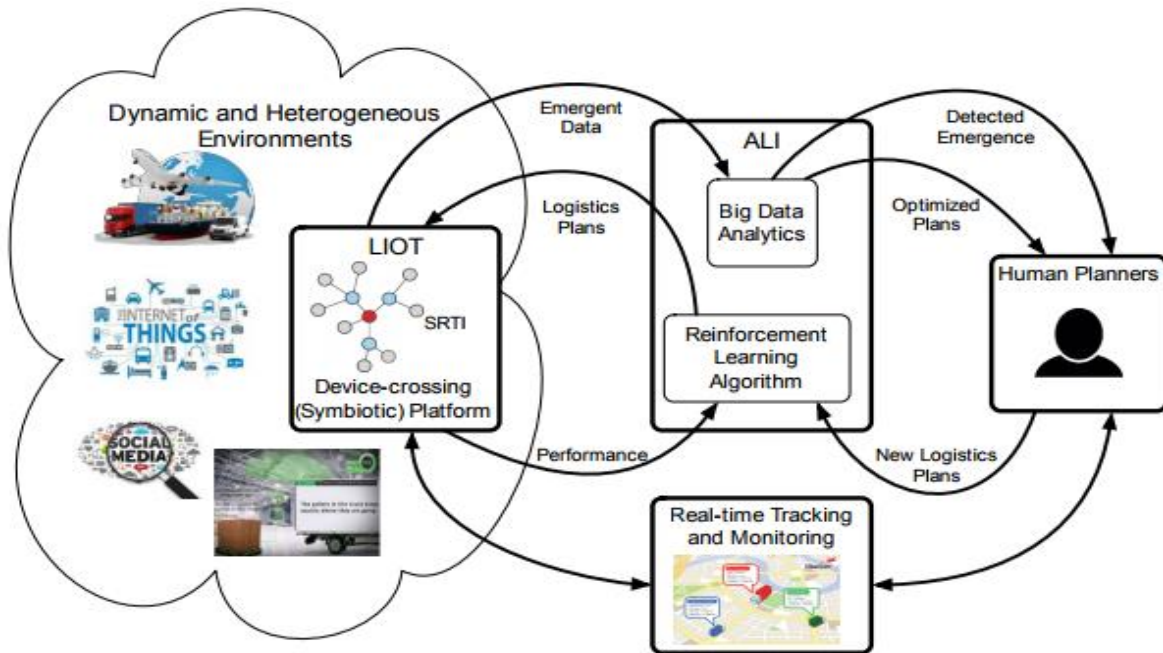 Dynamic and Heterogeneous
Environments
THE
INTERNET of
THINGS
SOCIAL
MEDIA
LIOT
SRTI
Device-crossing
(Symbiotic) Platform
Emergent
Data
Logistics
Plans
Performance
ALI
Big Data
Analytics
Reinforcement
Learning
Algorithm
Detected
Emergence
Optimized
Plans
New Logistics
Plans
Human Planners
Real-time Tracking
and Monitoring